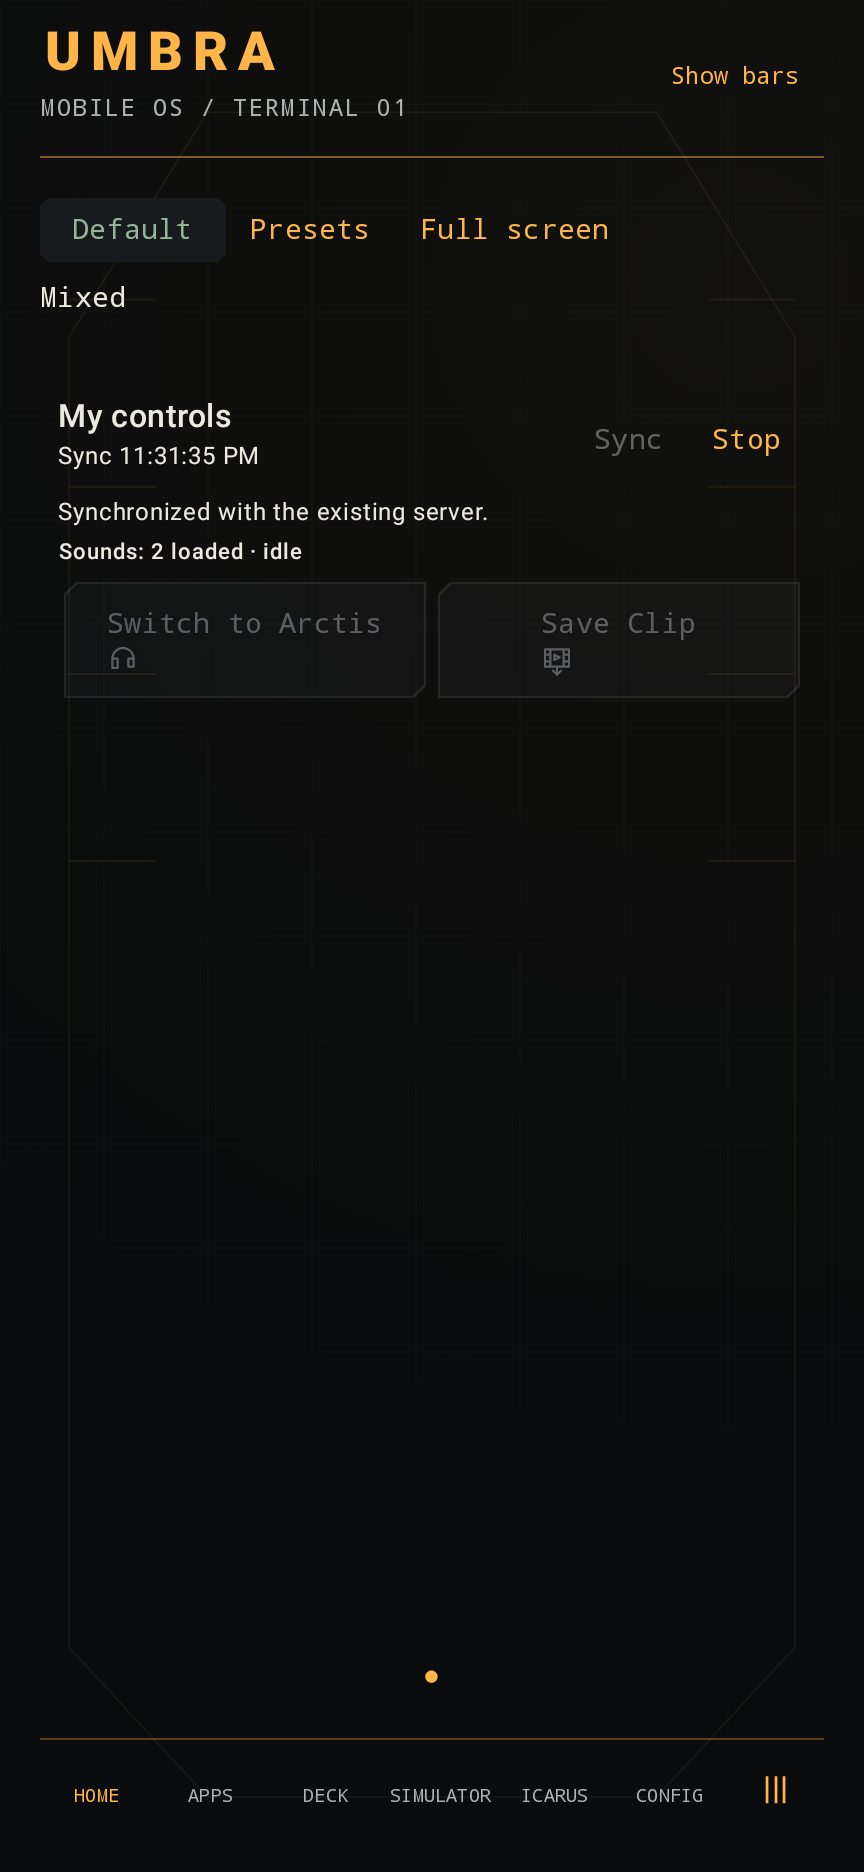 UMBRA
Show bars
MOBILE OS / TERMINAL 01
Default Presets Full screen
Mixed
My controls
Sync 11:31:35 PM
Sync Stop
Synchronized with the existing server.
Sounds: 2 loaded · idle
Switch to Arctis Save Clip
HOME APPS DECK SIMULATOR ICARUS CONFIG